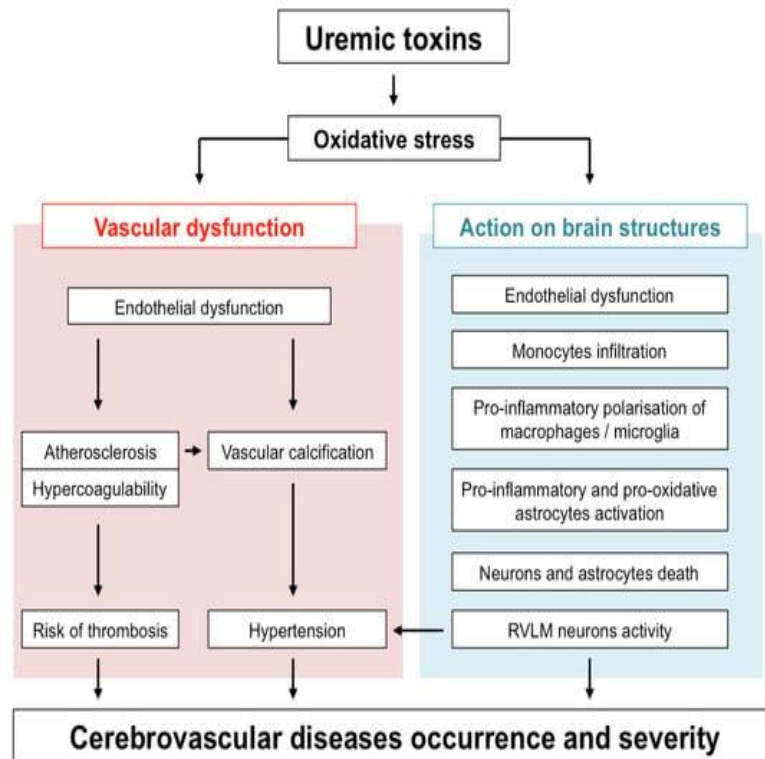 Uremic toxins
Oxidative stress
Vascular dysfunction
Endothelial dysfunction
Atherosclerosis
Hypercoagulability
Vascular calcification
Risk of thrombosis
Hypertension
Action on brain structures
Endothelial dysfunction
Monocytes infiltration
Pro-inflammatory polarisation of
macrophages / microglia
Pro-inflammatory and pro-oxidative
astrocytes activation
Neurons and astrocytes death
RVLM neurons activity
Cerebrovascular diseases occurrence and severity